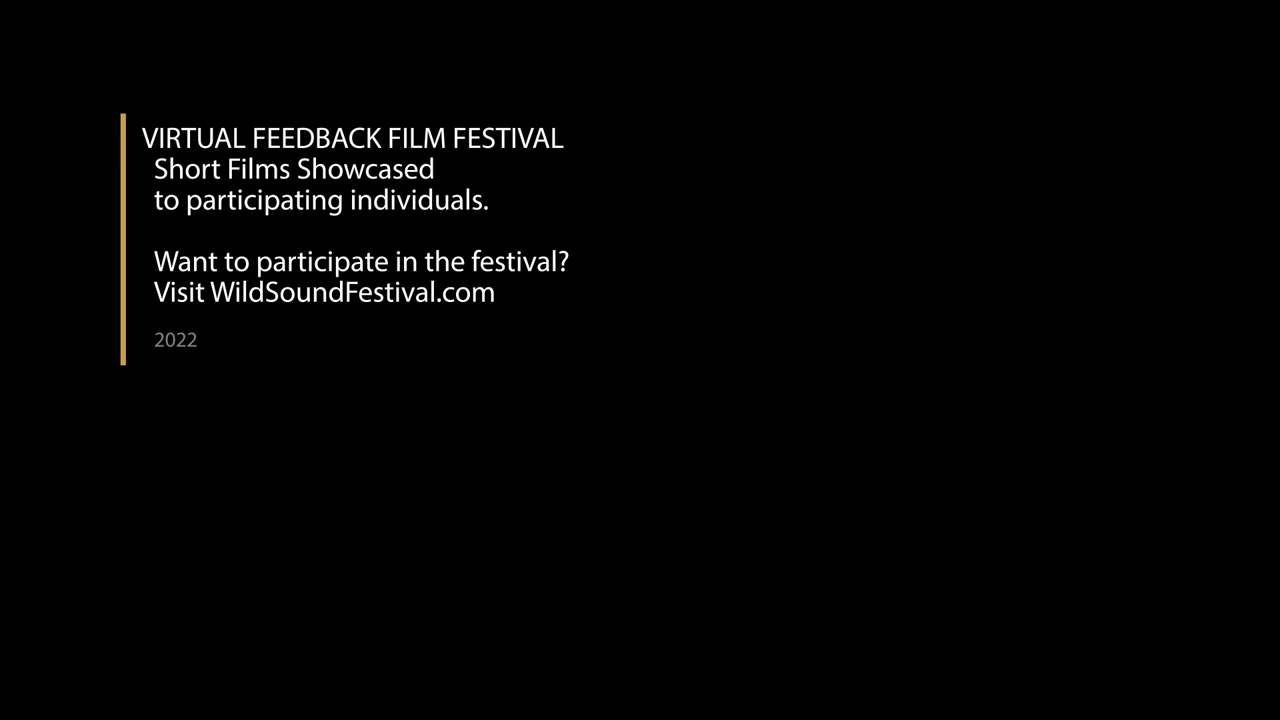 VIRTUAL FEEDBACK FILM FESTIVAL
Short Films Showcased
to participating individuals.
Want to participate in the festival?
Visit WildSoundFestival.com
2022